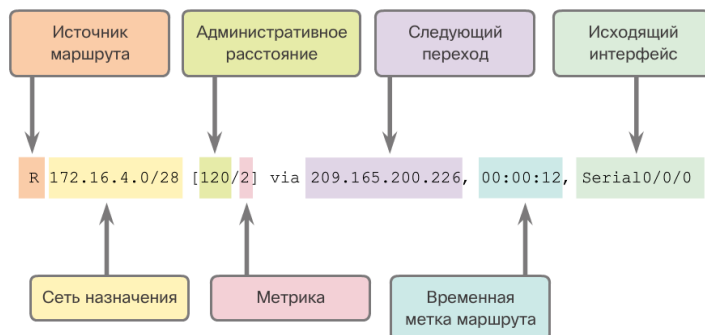 Источник
маршрута
Административное
расстояние
Следующий
переход
Исходящий
интерфейс
R 172.16.4.0/28 [120/2] via 209.165.200.226, 00:00:12, Serial0/0/0
Сеть назначения
Метрика
Временная
метка маршрута